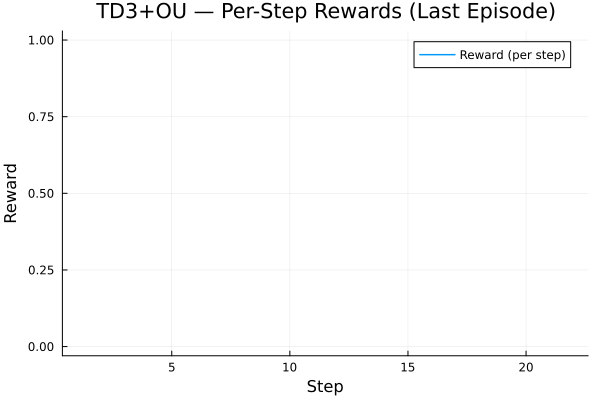 TD3+OU — Per-Step Rewards (Last Episode)
1.00
Reward (per step)
0.75
0.50
0.25
0.00
Reward
5
10
15
20
Step